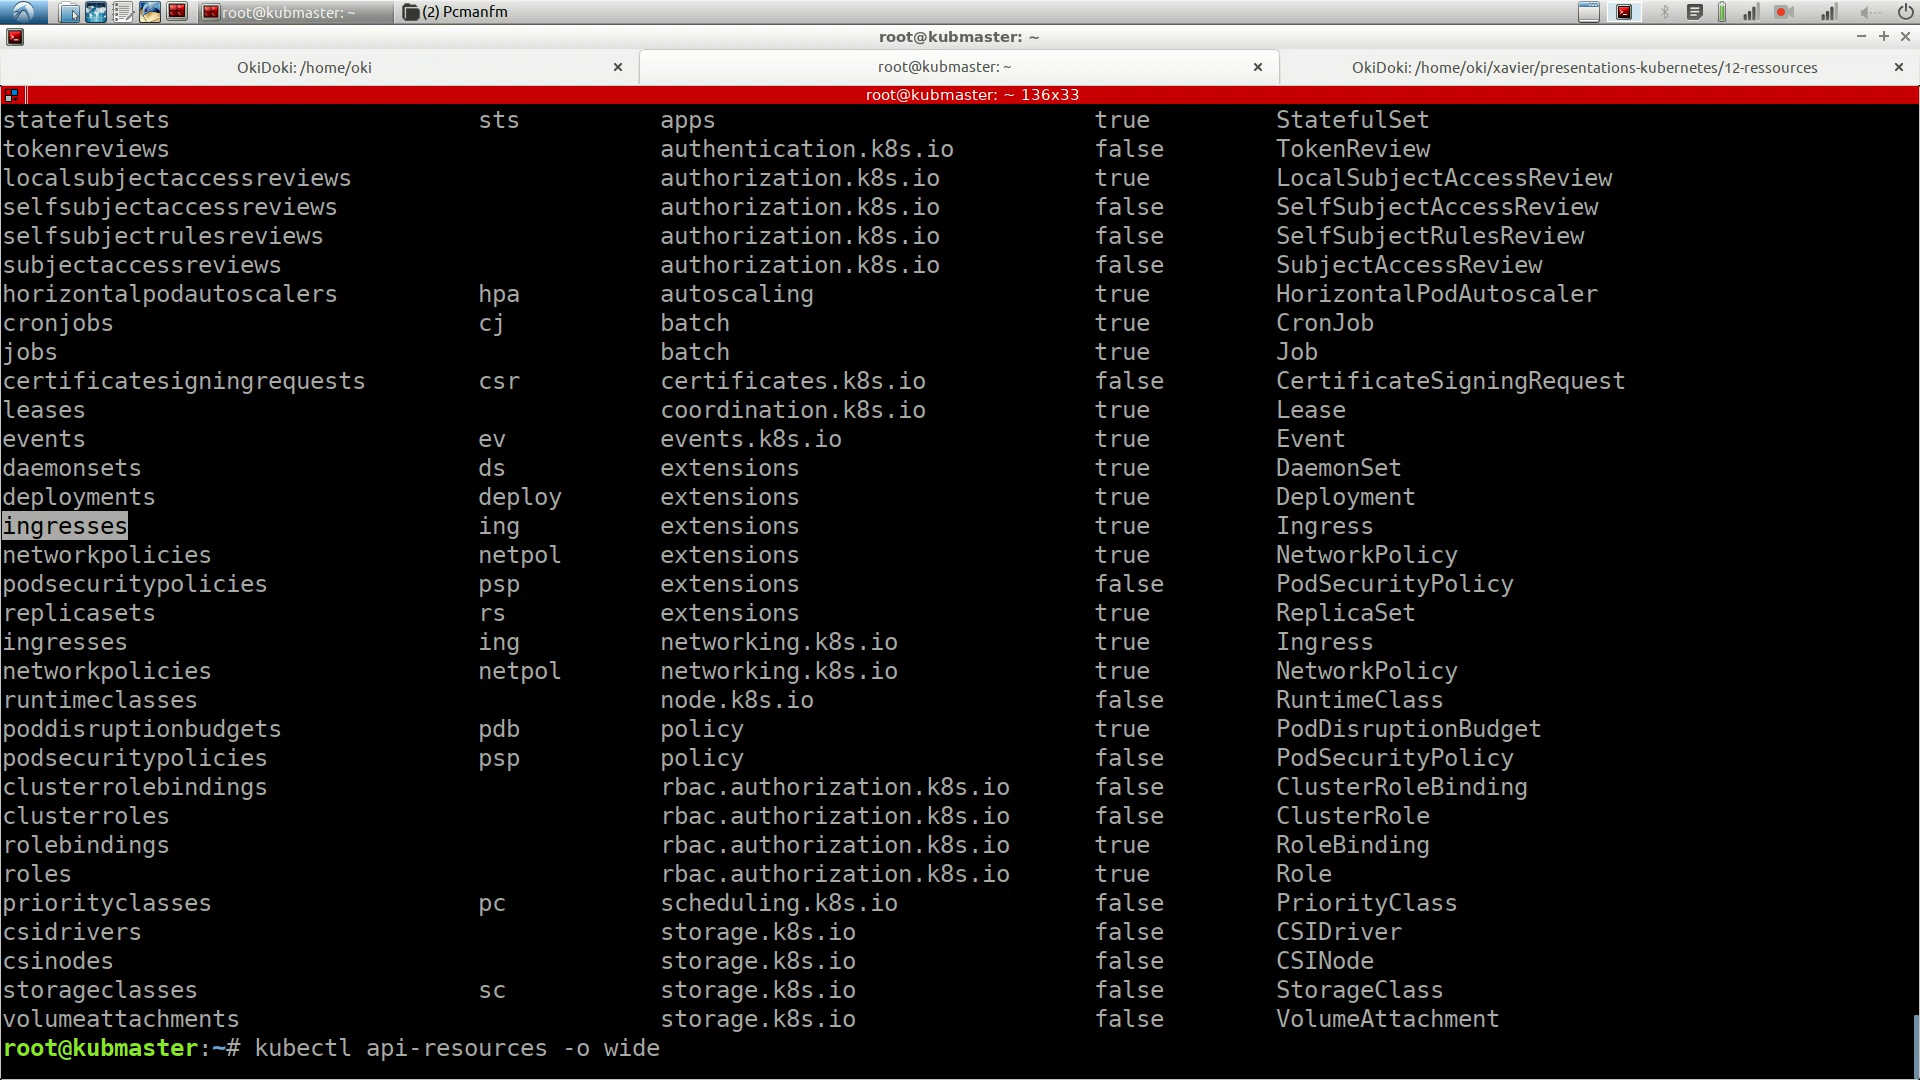 root@kubmaster: ~ (2) Pcmanfm
root@kubmaster: ~
OkiDoki: /home/oki root@kubmaster: ~ OkiDoki: /home/oki/xavier/presentations-kubernetes/12-ressources
root@kubmaster: ~ 136x33
statefulsets sts apps true StatefulSet
tokenreviews authentication.k8s.io false TokenReview
localsubjectaccessreviews authorization.k8s.io true LocalSubjectAccessReview
selfsubjectaccessreviews authorization.k8s.io false SelfSubjectAccessReview
selfsubjectrulesreviews authorization.k8s.io false SelfSubjectRulesReview
subjectaccessreviews authorization.k8s.io false SubjectAccessReview
horizontalpodautoscalers hpa autoscaling true HorizontalPodAutoscaler
cronjobs cj batch true CronJob
jobs batch true Job
certificatesigningrequests csr certificates.k8s.io false CertificateSigningRequest
leases coordination.k8s.io true Lease
events ev events.k8s.io true Event
daemonsets ds extensions true DaemonSet
deployments deploy extensions true Deployment
ingresses ing extensions true Ingress
networkpolicies netpol extensions true NetworkPolicy
podsecuritypolicies psp extensions false PodSecurityPolicy
replicasets rs extensions true ReplicaSet
ingresses ing networking.k8s.io true Ingress
networkpolicies netpol networking.k8s.io true NetworkPolicy
runtimeclasses node.k8s.io false RuntimeClass
poddisruptionbudgets pdb policy true PodDisruptionBudget
podsecuritypolicies psp policy false PodSecurityPolicy
clusterrolebindings rbac.authorization.k8s.io false ClusterRoleBinding
clusterroles rbac.authorization.k8s.io false ClusterRole
rolebindings rbac.authorization.k8s.io true RoleBinding
roles rbac.authorization.k8s.io true Role
priorityclasses pc scheduling.k8s.io false PriorityClass
csidrivers storage.k8s.io false CSIDriver
csinodes storage.k8s.io false CSINode
storageclasses sc storage.k8s.io false StorageClass
volumeattachments storage.k8s.io false VolumeAttachment
root@kubmaster:~# kubectl api-resources -o wide